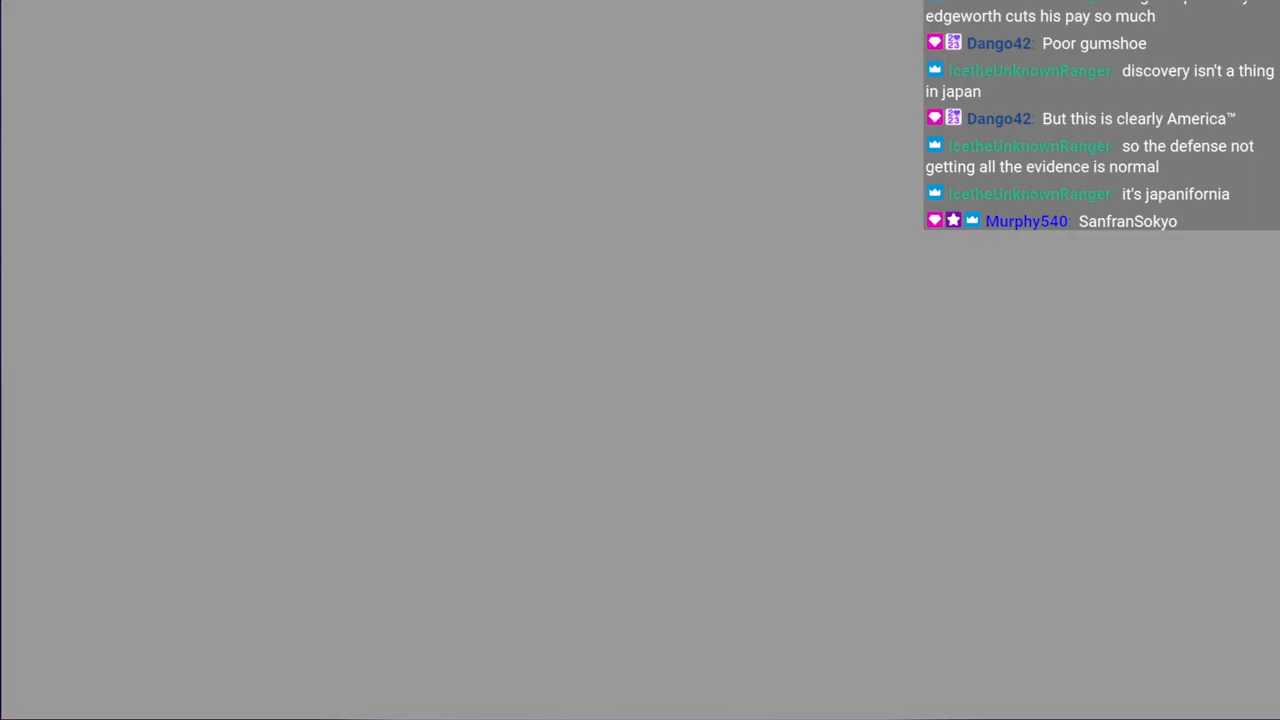 edgeworth cuts his pay so much
Dango42: Poor gumshoe
IcetheUnknownRanger: discovery isn't a thing
in japan
Dango42: But this is clearly America™
IcetheUnknownRanger: so the defense not
getting all the evidence is normal
IcetheUnknownRanger: it's japanifornia
Murphy540: SanfranSokyo